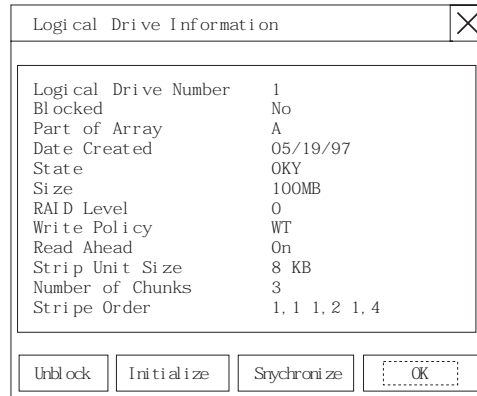 Logical Drive Information
Logical Drive Number 1
Blocked No
Part of Array A
Date Created 05/19/97
State OKY
Size 100MB
RAID Level 0
Write Policy WT
Read Ahead On
Strip Unit Size 8 KB
Number of Chunks 3
Stripe Order 1,1 1,2 1,4
Unblock Initialize Snychronize OK